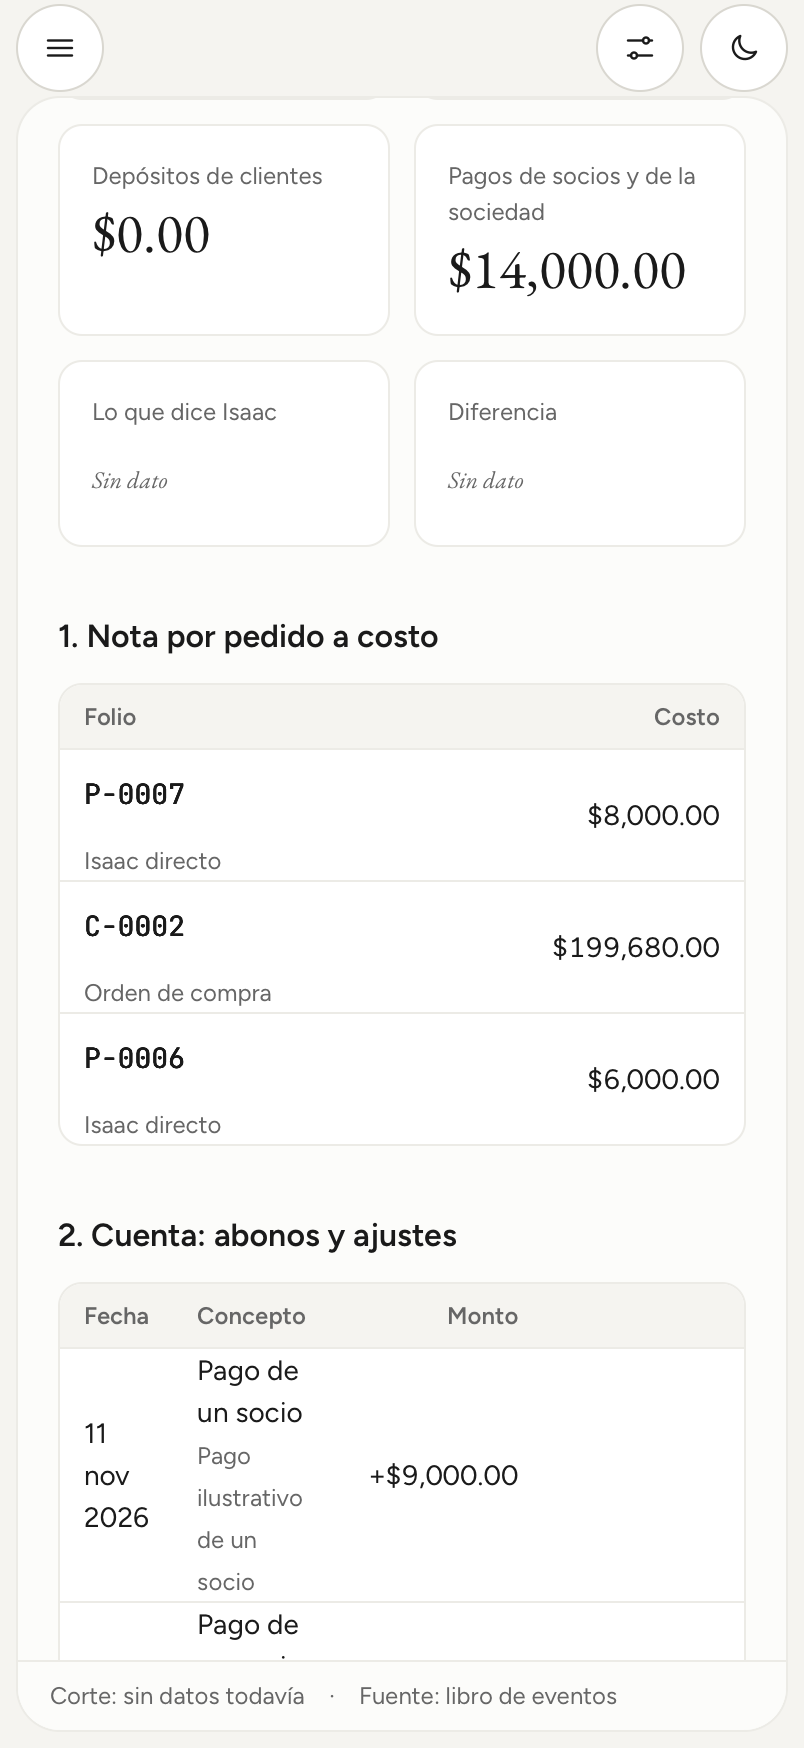 Depósitos de clientes
$0.00
Pagos de socios y de la
sociedad
$14,000.00
Lo que dice Isaac
Sin dato
Diferencia
Sin dato
1. Nota por pedido a costo
Folio Costo
P-0007
$8,000.00
Isaac directo
C-0002
$199,680.00
Orden de compra
P-0006
$6,000.00
Isaac directo
2. Cuenta: abonos y ajustes
Fecha Concepto Monto
11
nov
2026
Pago de
un socio
Pago
ilustrativo
de un
socio
+$9,000.00
Pago de
Corte: sin datos todavía · Fuente: libro de eventos